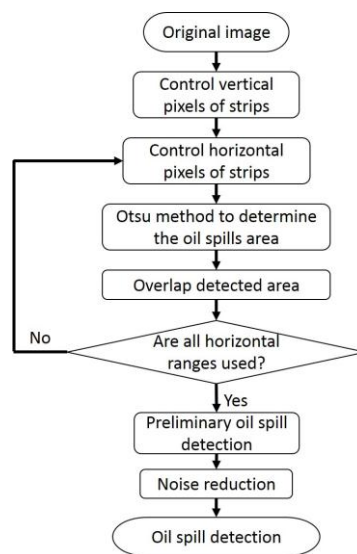 Original image
Control vertical
pixels of strips
Control horizontal
pixels of strips
Otsu method to determine
the oil spills area
Overlap detected area
Are all horizontal
ranges used?
No
Yes
Preliminary oil spill
detection
Noise reduction
Oil spill detection